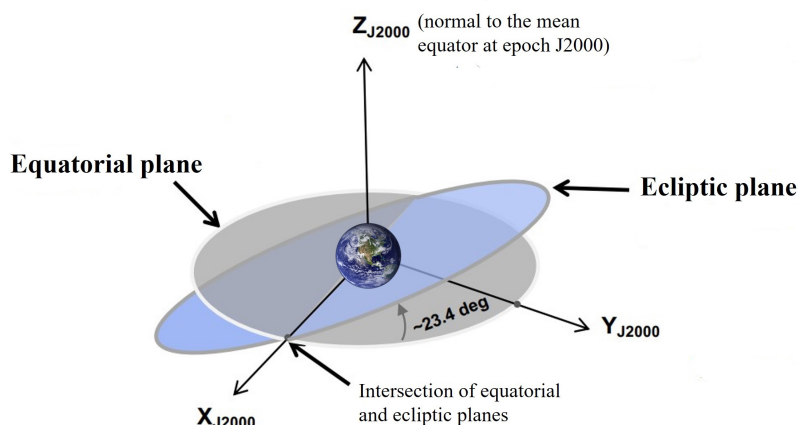 Z J2000 (normal to the mean
equator at epoch J2000)
Equatorial plane
Ecliptic plane
~23.4 deg
Y J2000
Intersection of equatorial
and ecliptic planes
X J2000